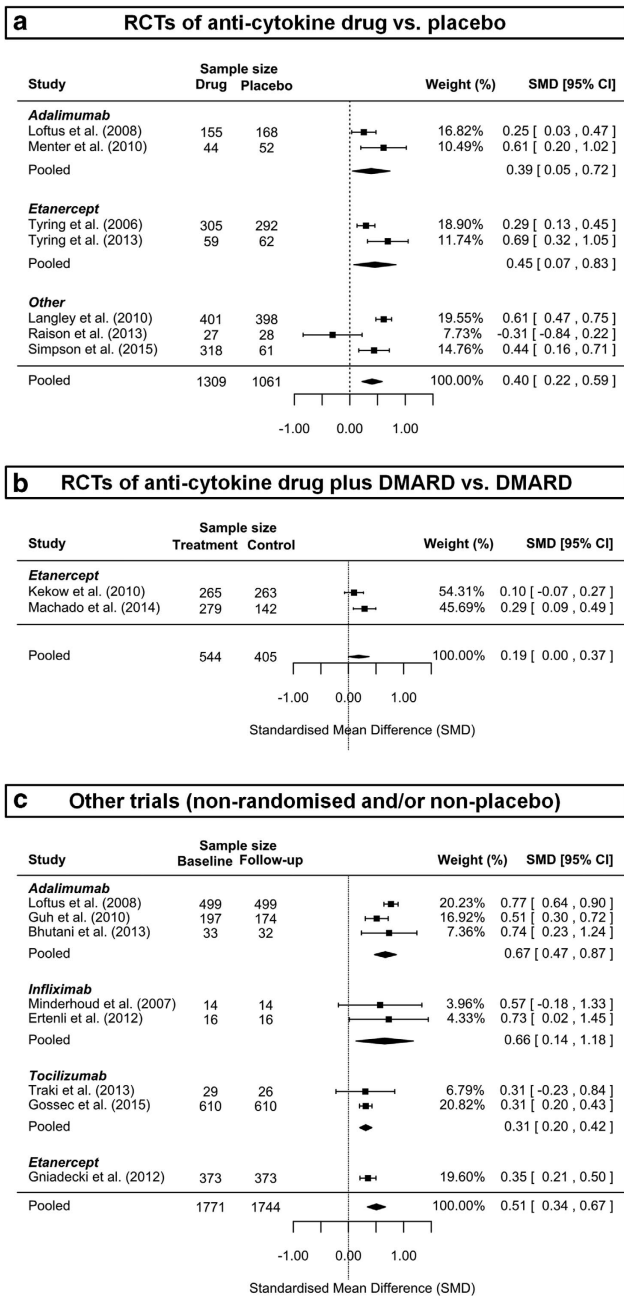 a RCTs of anti-cytokine drug vs. placebo
Sample size
Study Drug Placebo Weight (%) SMD [95% CI]
Adalimumab
Loftus et al. (2008) 155 168 16.82% 0.25 [ 0.03 , 0.47 ]
Menter et al. (2010) 44 52 10.49% 0.61 [ 0.20 , 1.02 ]
Pooled 0.39 [ 0.05 , 0.72 ]
Etanercept
Tyring et al. (2006) 305 292 18.90% 0.29 [ 0.13 , 0.45 ]
Tyring et al. (2013) 59 62 11.74% 0.69 [ 0.32 , 1.05 ]
Pooled 0.45 [ 0.07 , 0.83 ]
Other
Langley et al. (2010) 401 398 19.55% 0.61 [ 0.47 , 0.75 ]
Raison et al. (2013) 27 28 7.73% -0.31 [ -0.84 , 0.22 ]
Simpson et al. (2015) 318 61 14.76% 0.44 [ 0.16 , 0.71 ]
Pooled 1309 1061 100.00% 0.40 [ 0.22 , 0.59 ]
-1.00 0.00 1.00
b RCTs of anti-cytokine drug plus DMARD vs. DMARD
Sample size
Study Treatment Control Weight (%) SMD [95% CI]
Etanercept
Kekow et al. (2010) 265 263 54.31% 0.10 [ -0.07 , 0.27 ]
Machado et al. (2014) 279 142 45.69% 0.29 [ 0.09 , 0.49 ]
Pooled 544 405 100.00% 0.19 [ 0.00 , 0.37 ]
-1.00 0.00 1.00
Standardised Mean Difference (SMD)
c Other trials (non-randomised and/or non-placebo)
Sample size
Study Baseline Follow-up Weight (%) SMD [95% CI]
Adalimumab
Loftus et al. (2008) 499 499 20.23% 0.77 [ 0.64 , 0.90 ]
Guh et al. (2010) 197 174 16.92% 0.51 [ 0.30 , 0.72 ]
Bhutani et al. (2013) 33 32 7.36% 0.74 [ 0.23 , 1.24 ]
Pooled 0.67 [ 0.47 , 0.87 ]
Infliximab
Minderhoud et al. (2007) 14 14 3.96% 0.57 [ -0.18 , 1.33 ]
Ertenli et al. (2012) 16 16 4.33% 0.73 [ 0.02 , 1.45 ]
Pooled 0.66 [ 0.14 , 1.18 ]
Tocilizumab
Traki et al. (2013) 29 26 6.79% 0.31 [ -0.23 , 0.84 ]
Gossec et al. (2015) 610 610 20.82% 0.31 [ 0.20 , 0.43 ]
Pooled 0.31 [ 0.20 , 0.42 ]
Etanercept
Gniadecki et al. (2012) 373 373 19.60% 0.35 [ 0.21 , 0.50 ]
Pooled 1771 1744 100.00% 0.51 [ 0.34 , 0.67 ]
-1.00 0.00 1.00
Standardised Mean Difference (SMD)